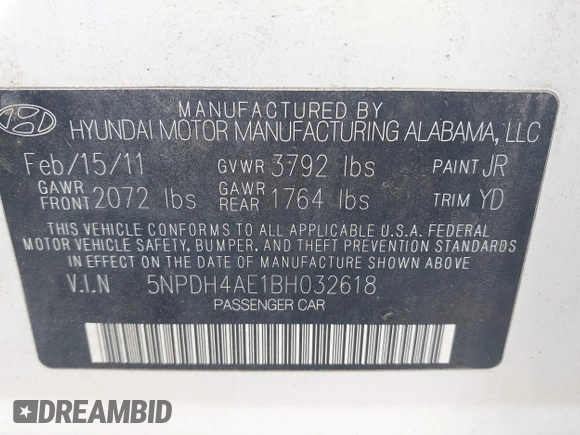 MANUFACTURED BY
HYUNDAI MOTOR MANUFACTURING ALABAMA, LLC
Feb/15/11 GVWR 3792 lbs PAINT JR
GAWR FRONT 2072 lbs GAWR REAR 1764 lbs TRIM YD
THIS VEHICLE CONFORMS TO ALL APPLICABLE U.S.A. FEDERAL
MOTOR VEHICLE SAFETY, BUMPER, AND THEFT PREVENTION STANDARDS
IN EFFECT ON THE DATE OF MANUFACTURE SHOWN ABOVE
V.I.N 5NPDH4AE1BH032618
PASSENGER CAR
DREAMBID